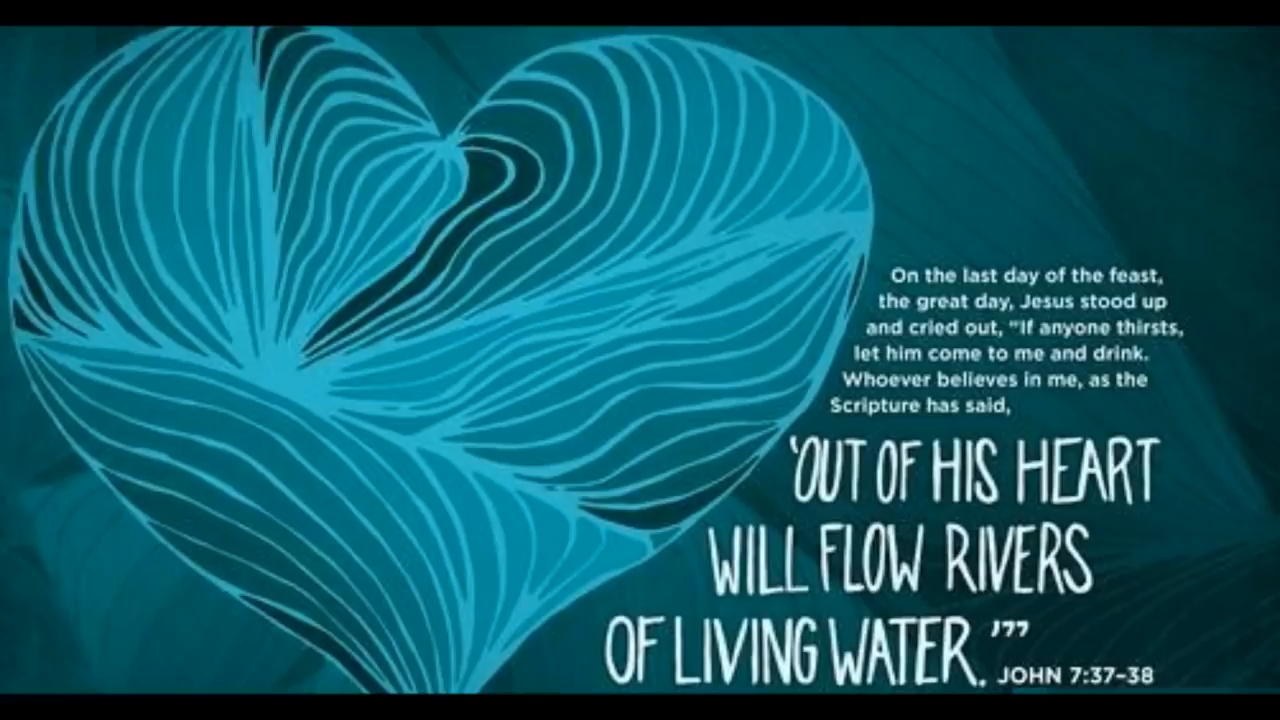 On the last day of the feast,
the great day, Jesus stood up
and cried out, "If anyone thirsts,
let him come to me and drink.
Whoever believes in me, as the
Scripture has said,
'OUT OF HIS HEART
WILL FLOW RIVERS
OF LIVING WATER.'"
JOHN 7:37-38